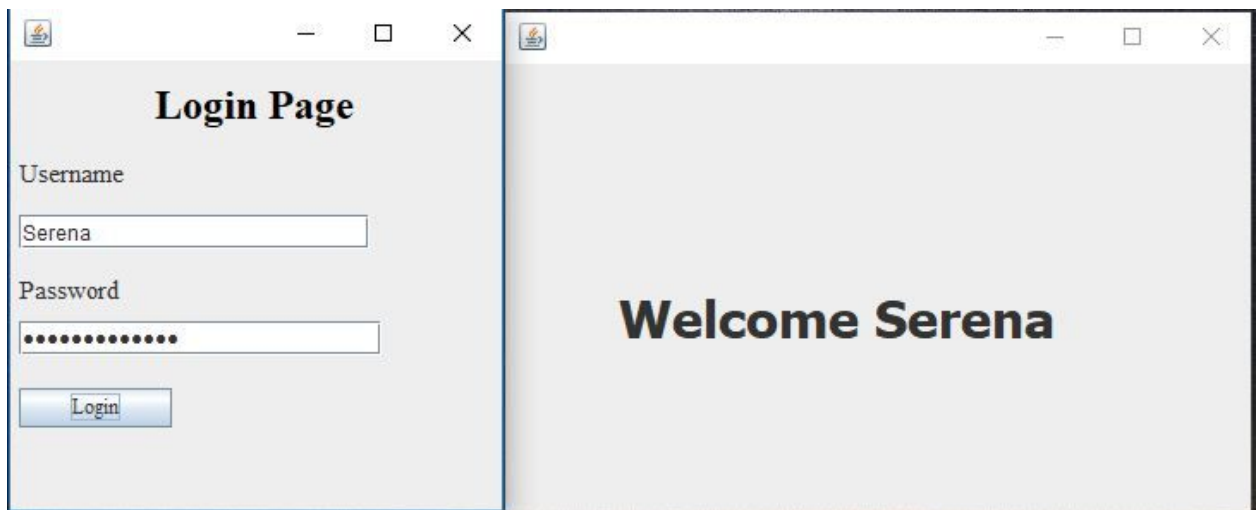 Login Page
Username
Serena
Password
•••••••••••••
Login
Welcome Serena